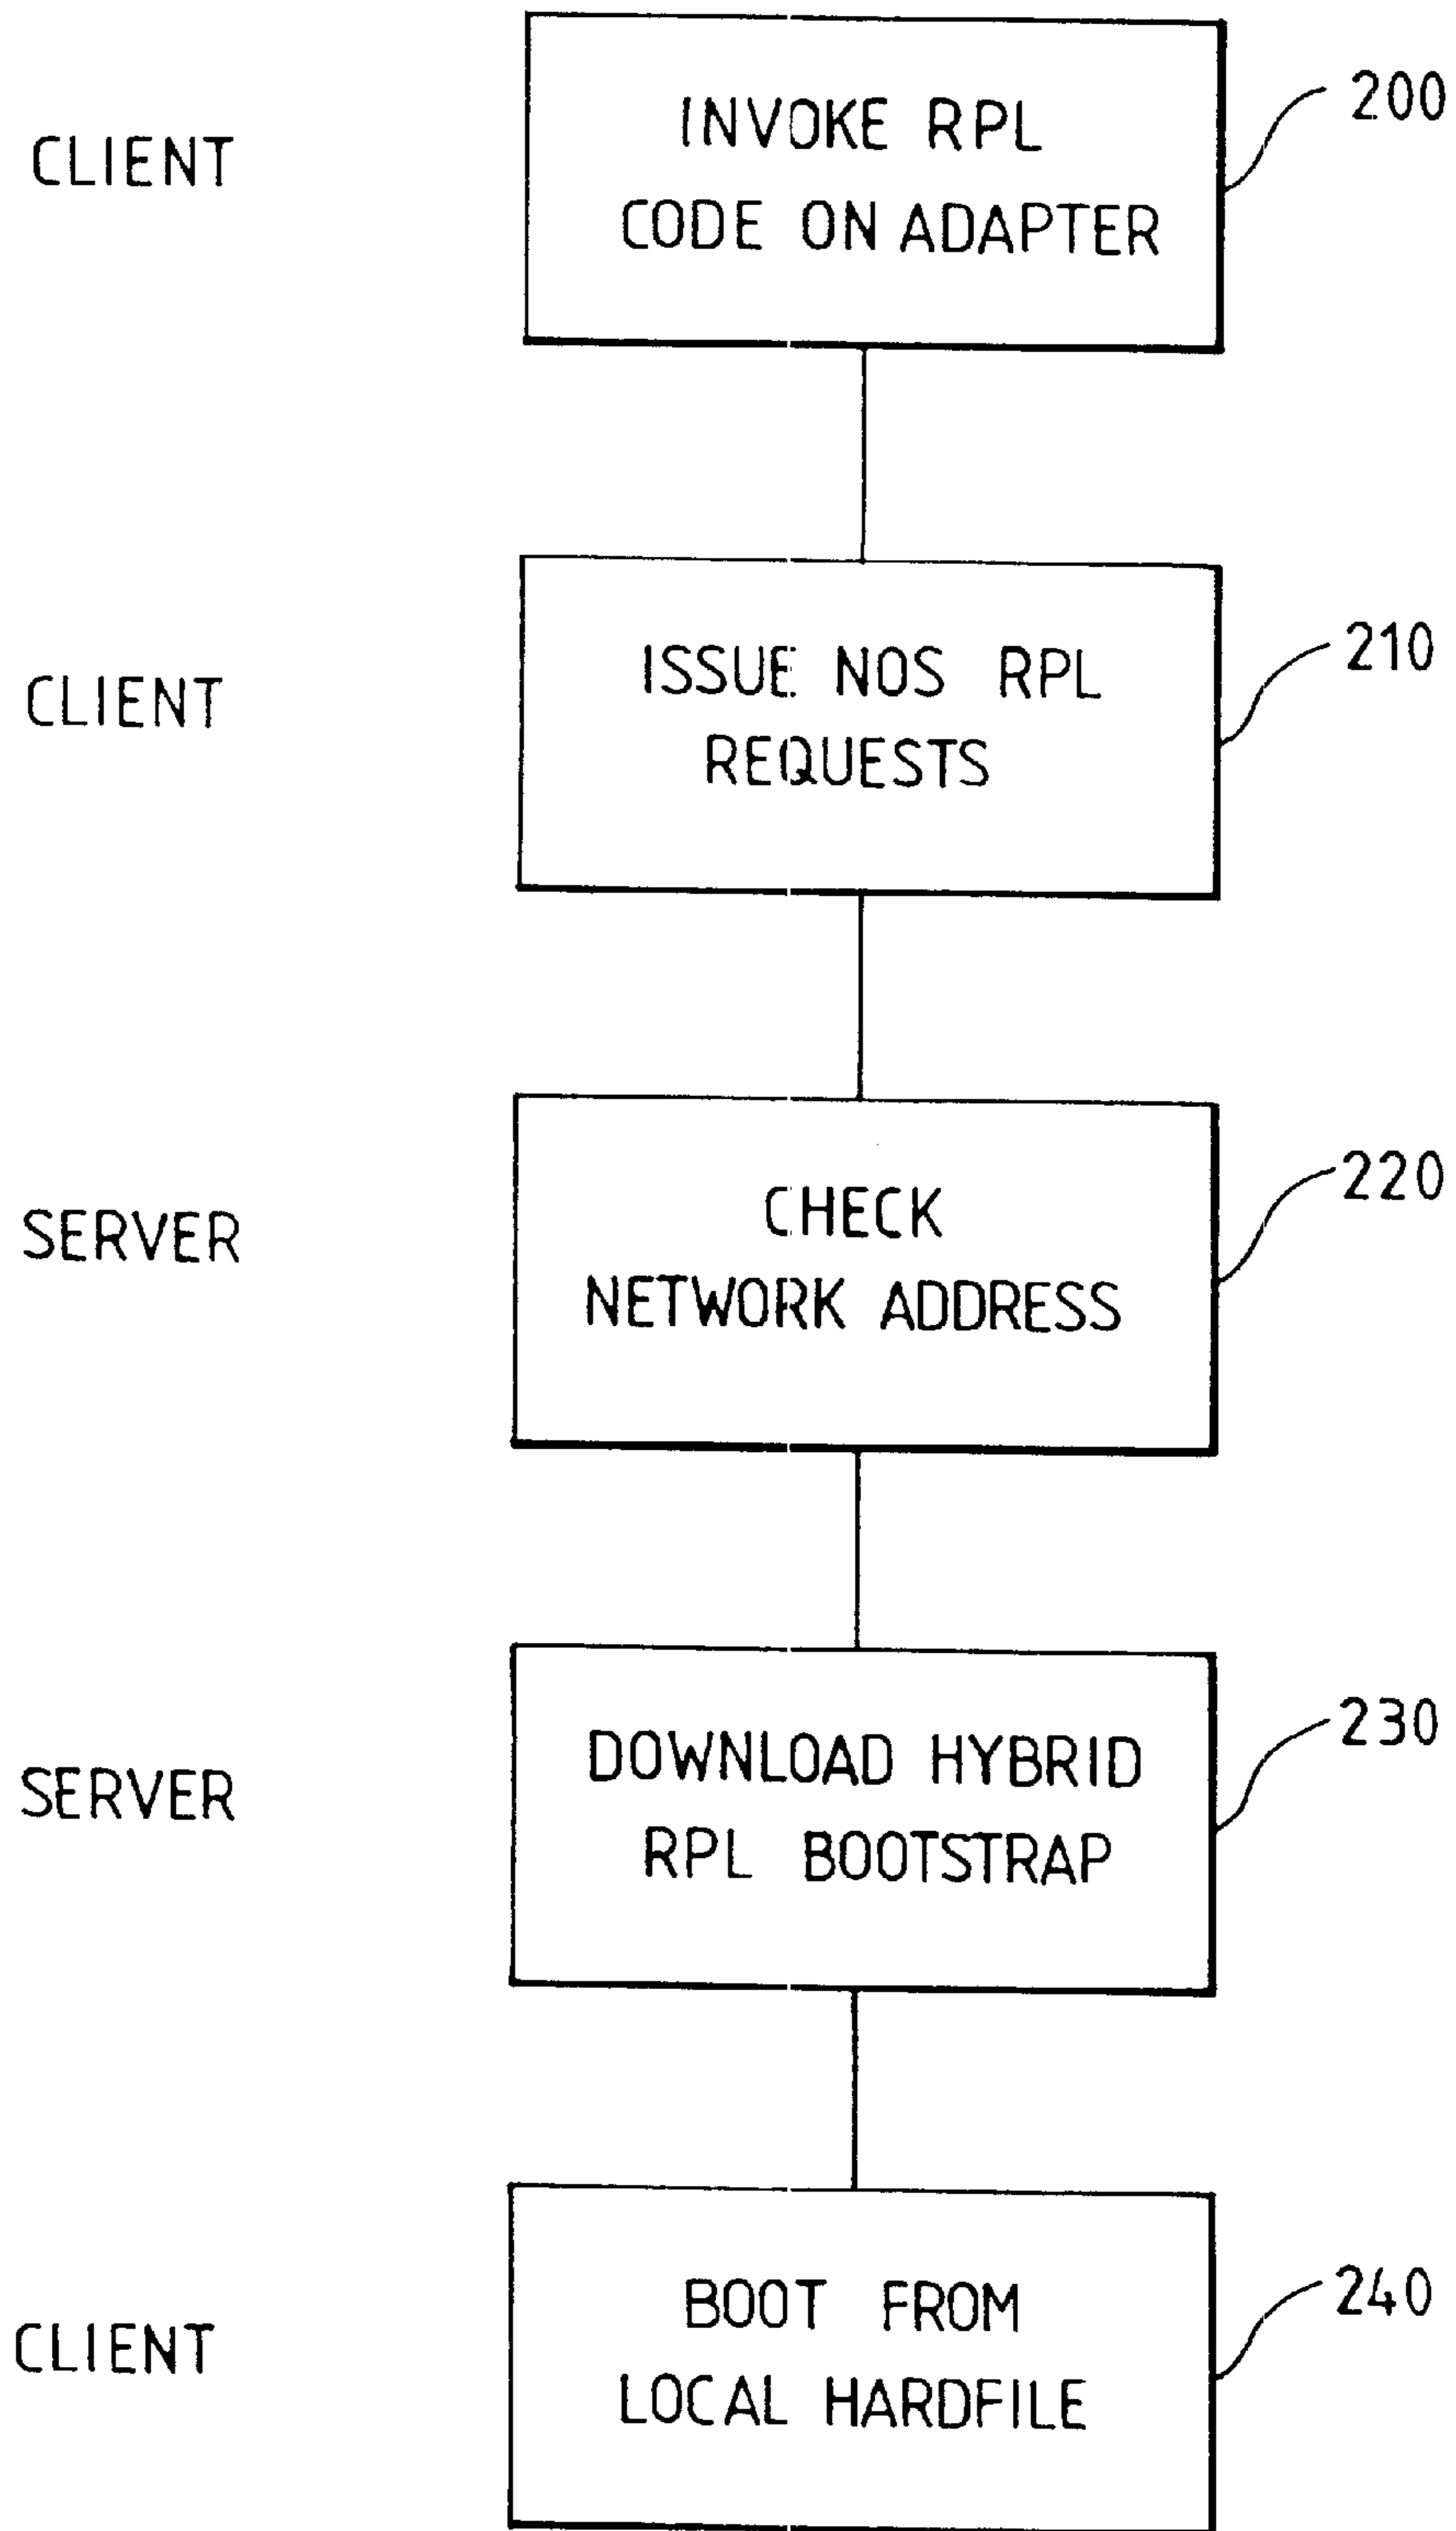 CLIENT
INVOKE RPL
CODE ON ADAPTER
200
CLIENT
ISSUE NOS RPL
REQUESTS
210
SERVER
CHECK
NETWORK ADDRESS
220
SERVER
DOWNLOAD HYBRID
RPL BOOTSTRAP
230
CLIENT
BOOT FROM
LOCAL HARDFILE
240